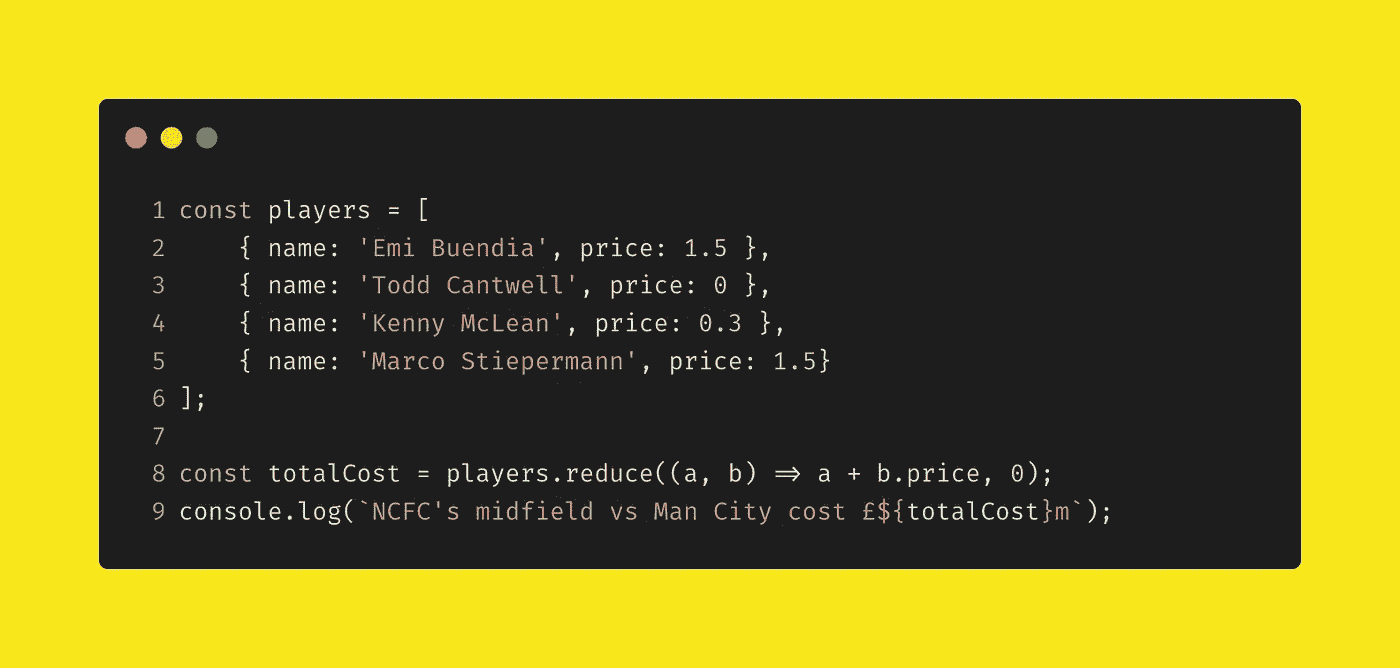 1 const players = [
2     { name: 'Emi Buendia', price: 1.5 },
3     { name: 'Todd Cantwell', price: 0 },
4     { name: 'Kenny McLean', price: 0.3 },
5     { name: 'Marco Stiepermann', price: 1.5}
6 ];
7
8 const totalCost = players.reduce((a, b) => a + b.price, 0);
9 console.log(`NCFC's midfield vs Man City cost £${totalCost}m`);